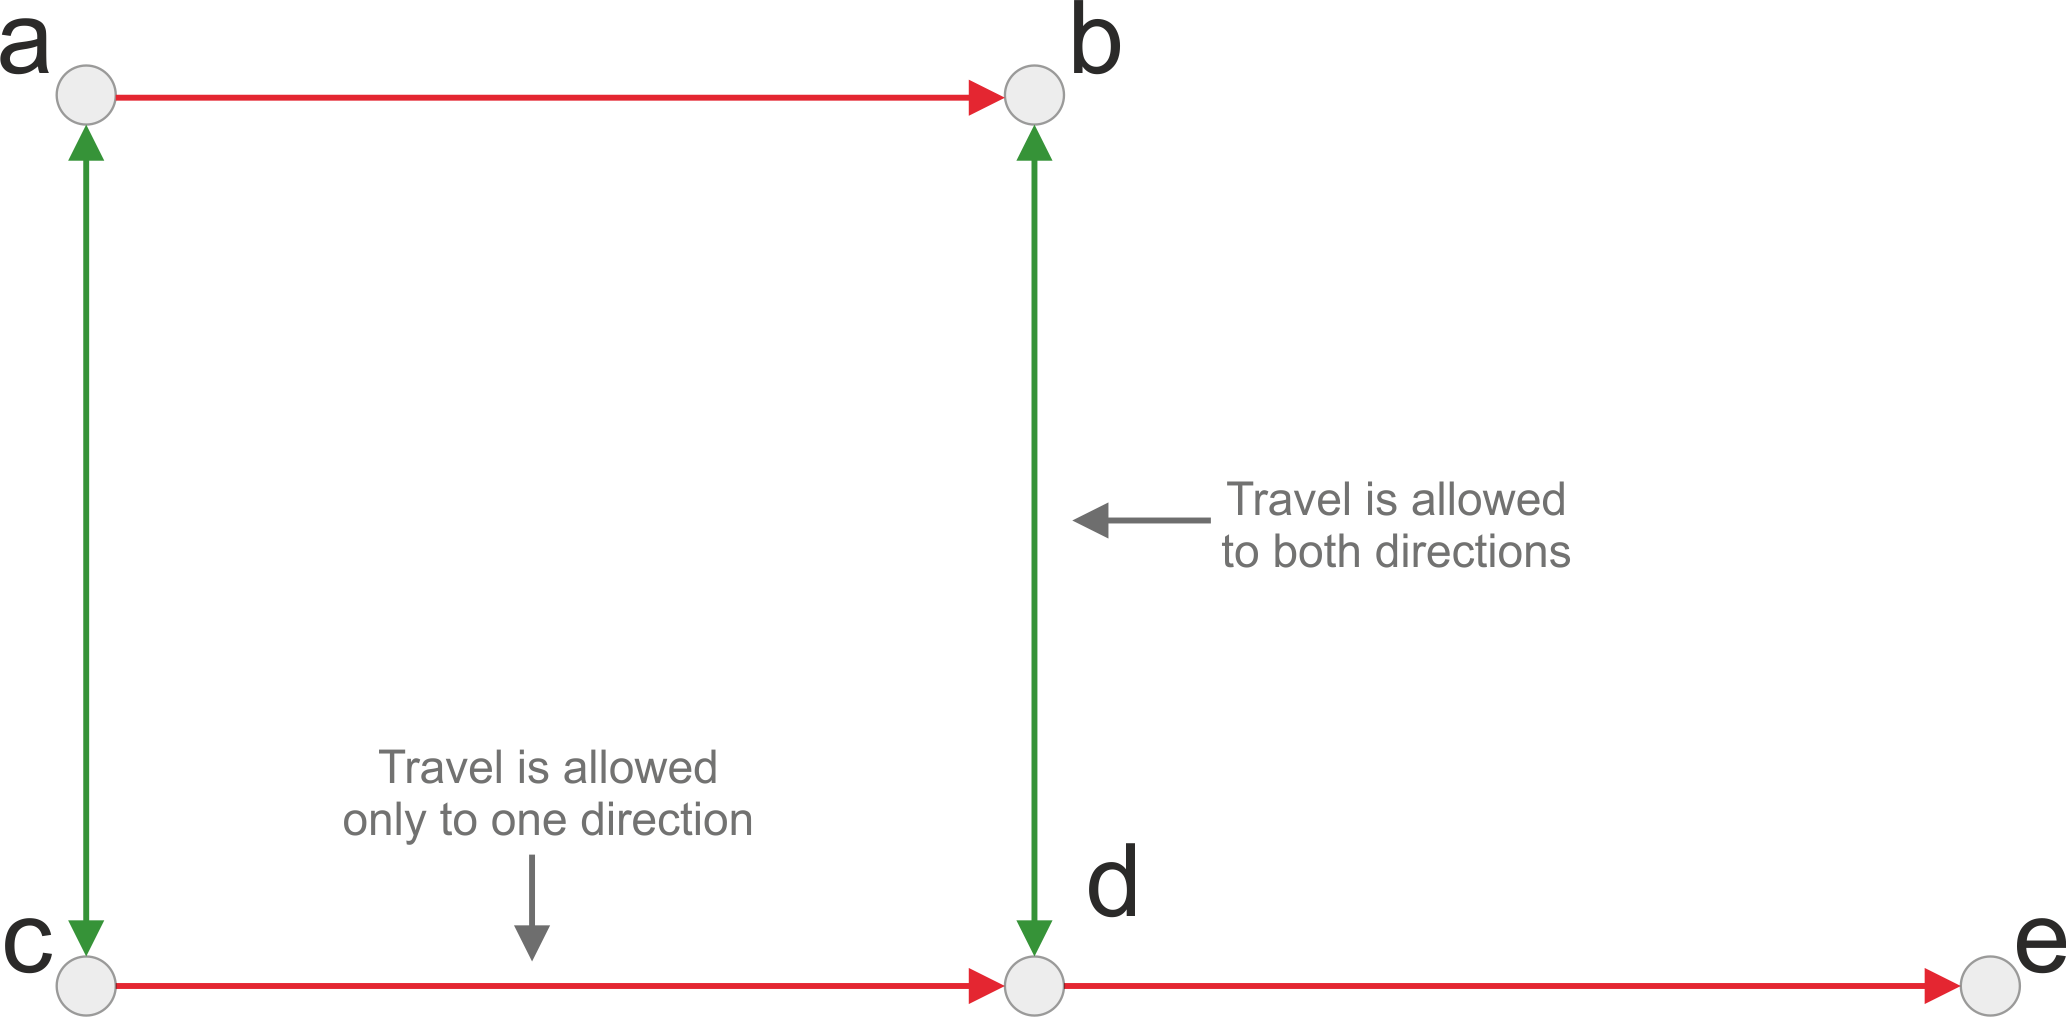 a
b
Travel is allowed
to both directions
Travel is allowed
only to one direction
d
c
e